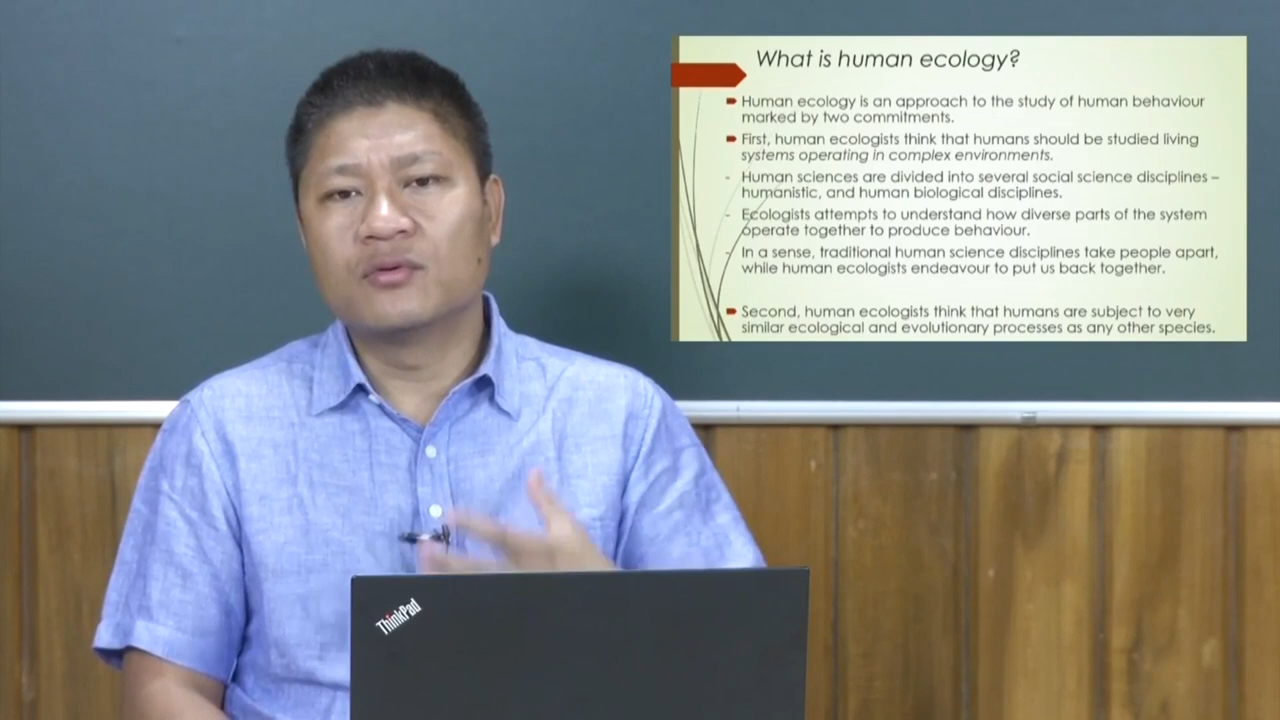 What is human ecology?
Human ecology is an approach to the study of human behaviour
marked by two commitments.
First, human ecologists think that humans should be studied living
systems operating in complex environments.
- Human sciences are divided into several social science disciplines –
humanistic, and human biological disciplines.
- Ecologists attempts to understand how diverse parts of the system
operate together to produce behaviour.
- In a sense, traditional human science disciplines take people apart,
while human ecologists endeavour to put us back together.
Second, human ecologists think that humans are subject to very
similar ecological and evolutionary processes as any other species.
ThinkPad